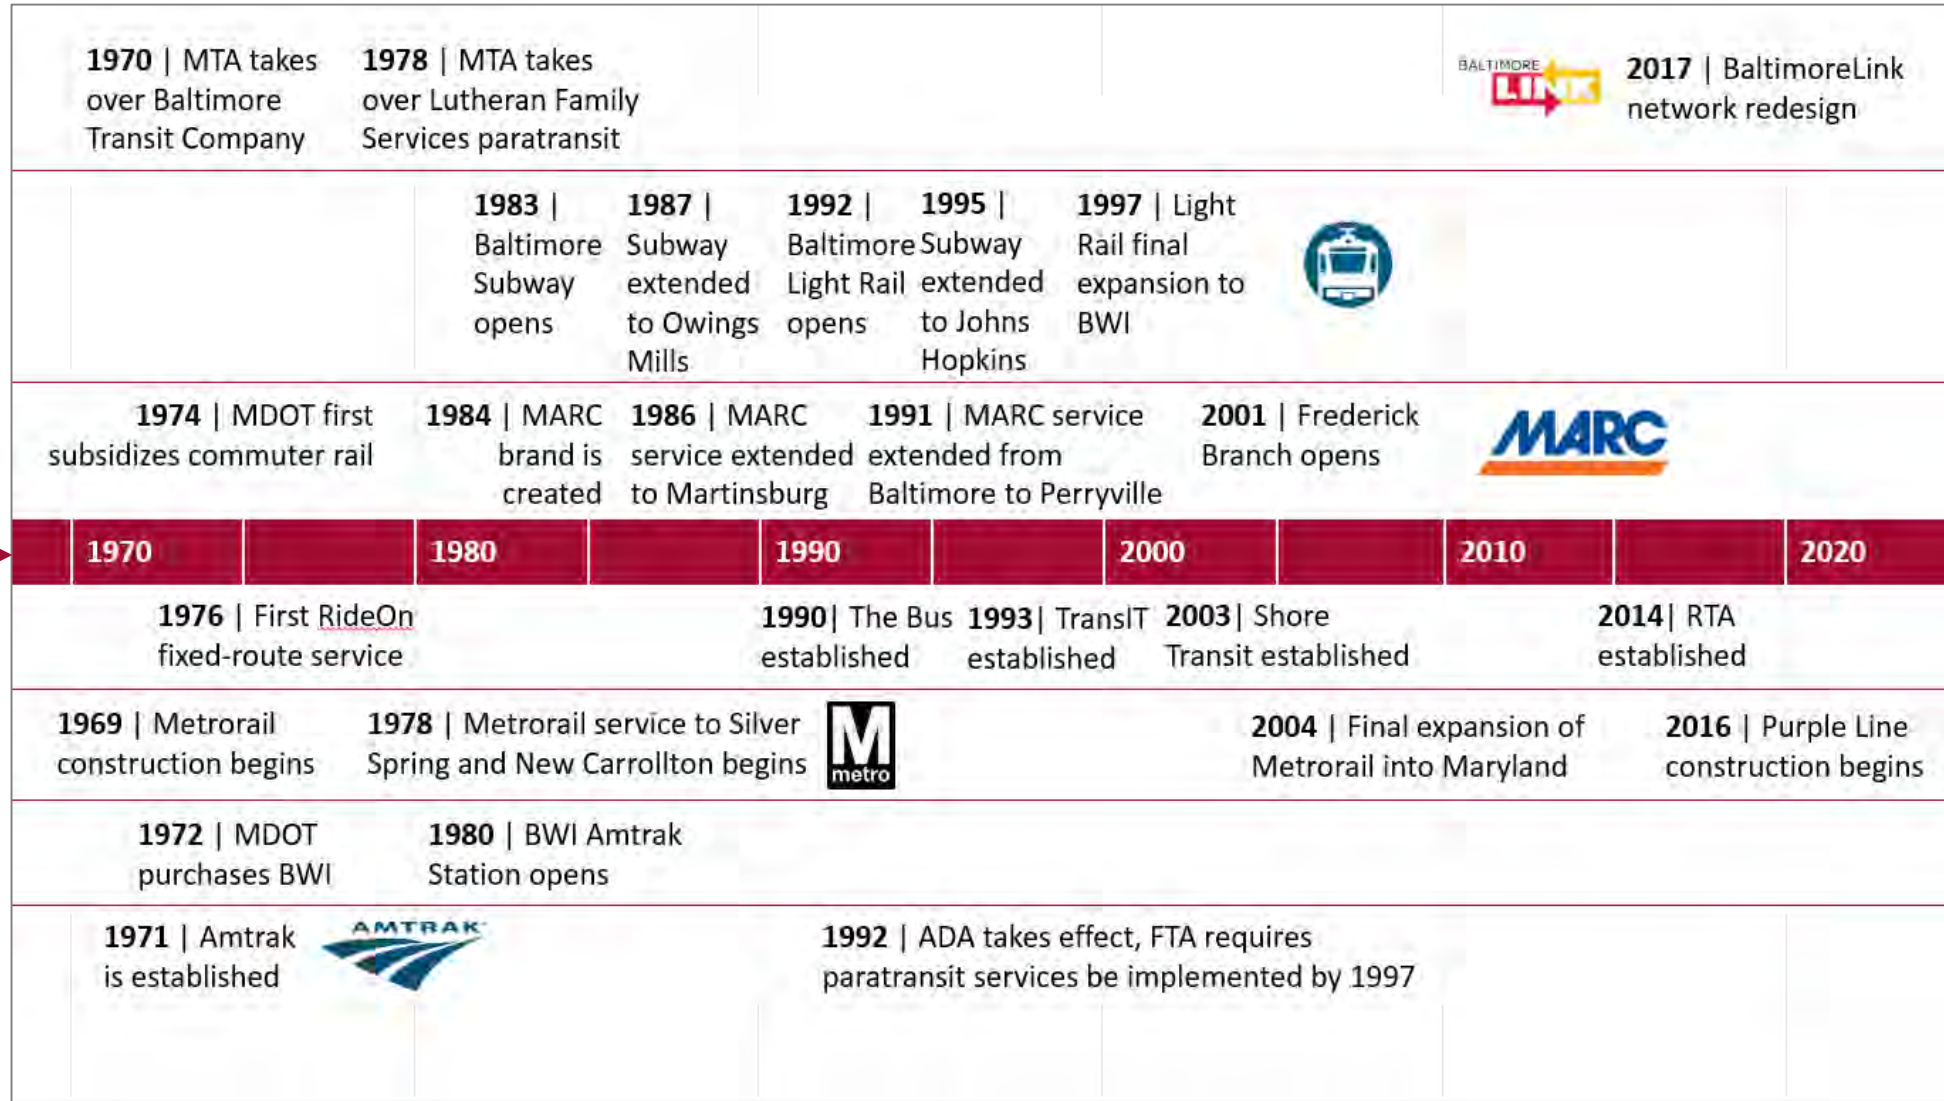 1970 | MTA takes
over Baltimore
Transit Company
1978 | MTA takes
over Lutheran Family
Services paratransit
BALTIMORE
LINK
2017 | BaltimoreLink
network redesign
1983 |
Baltimore
Subway
opens
1987 |
Subway
extended
to Owings
Mills
1992 |
Baltimore
Light Rail
opens
1995 |
Subway
extended
to Johns
Hopkins
1997 | Light
Rail final
expansion to
BWI
1974 | MDOT first
subsidizes commuter rail
1984 | MARC
brand is
created
1986 | MARC
service extended
to Martinsburg
1991 | MARC service
extended from
Baltimore to Perryville
2001 | Frederick
Branch opens
MARC
1970
1980
1990
2000
2010
2020
1976 | First RideOn
fixed-route service
1990| The Bus
established
1993| TransIT
established
2003| Shore
Transit established
2014| RTA
established
1969 | Metrorail
construction begins
1978 | Metrorail service to Silver
Spring and New Carrollton begins
M
metro
2004 | Final expansion of
Metrorail into Maryland
2016 | Purple Line
construction begins
1972 | MDOT
purchases BWI
1980 | BWI Amtrak
Station opens
1971 | Amtrak
is established
AMTRAK
1992 | ADA takes effect, FTA requires
paratransit services be implemented by 1997